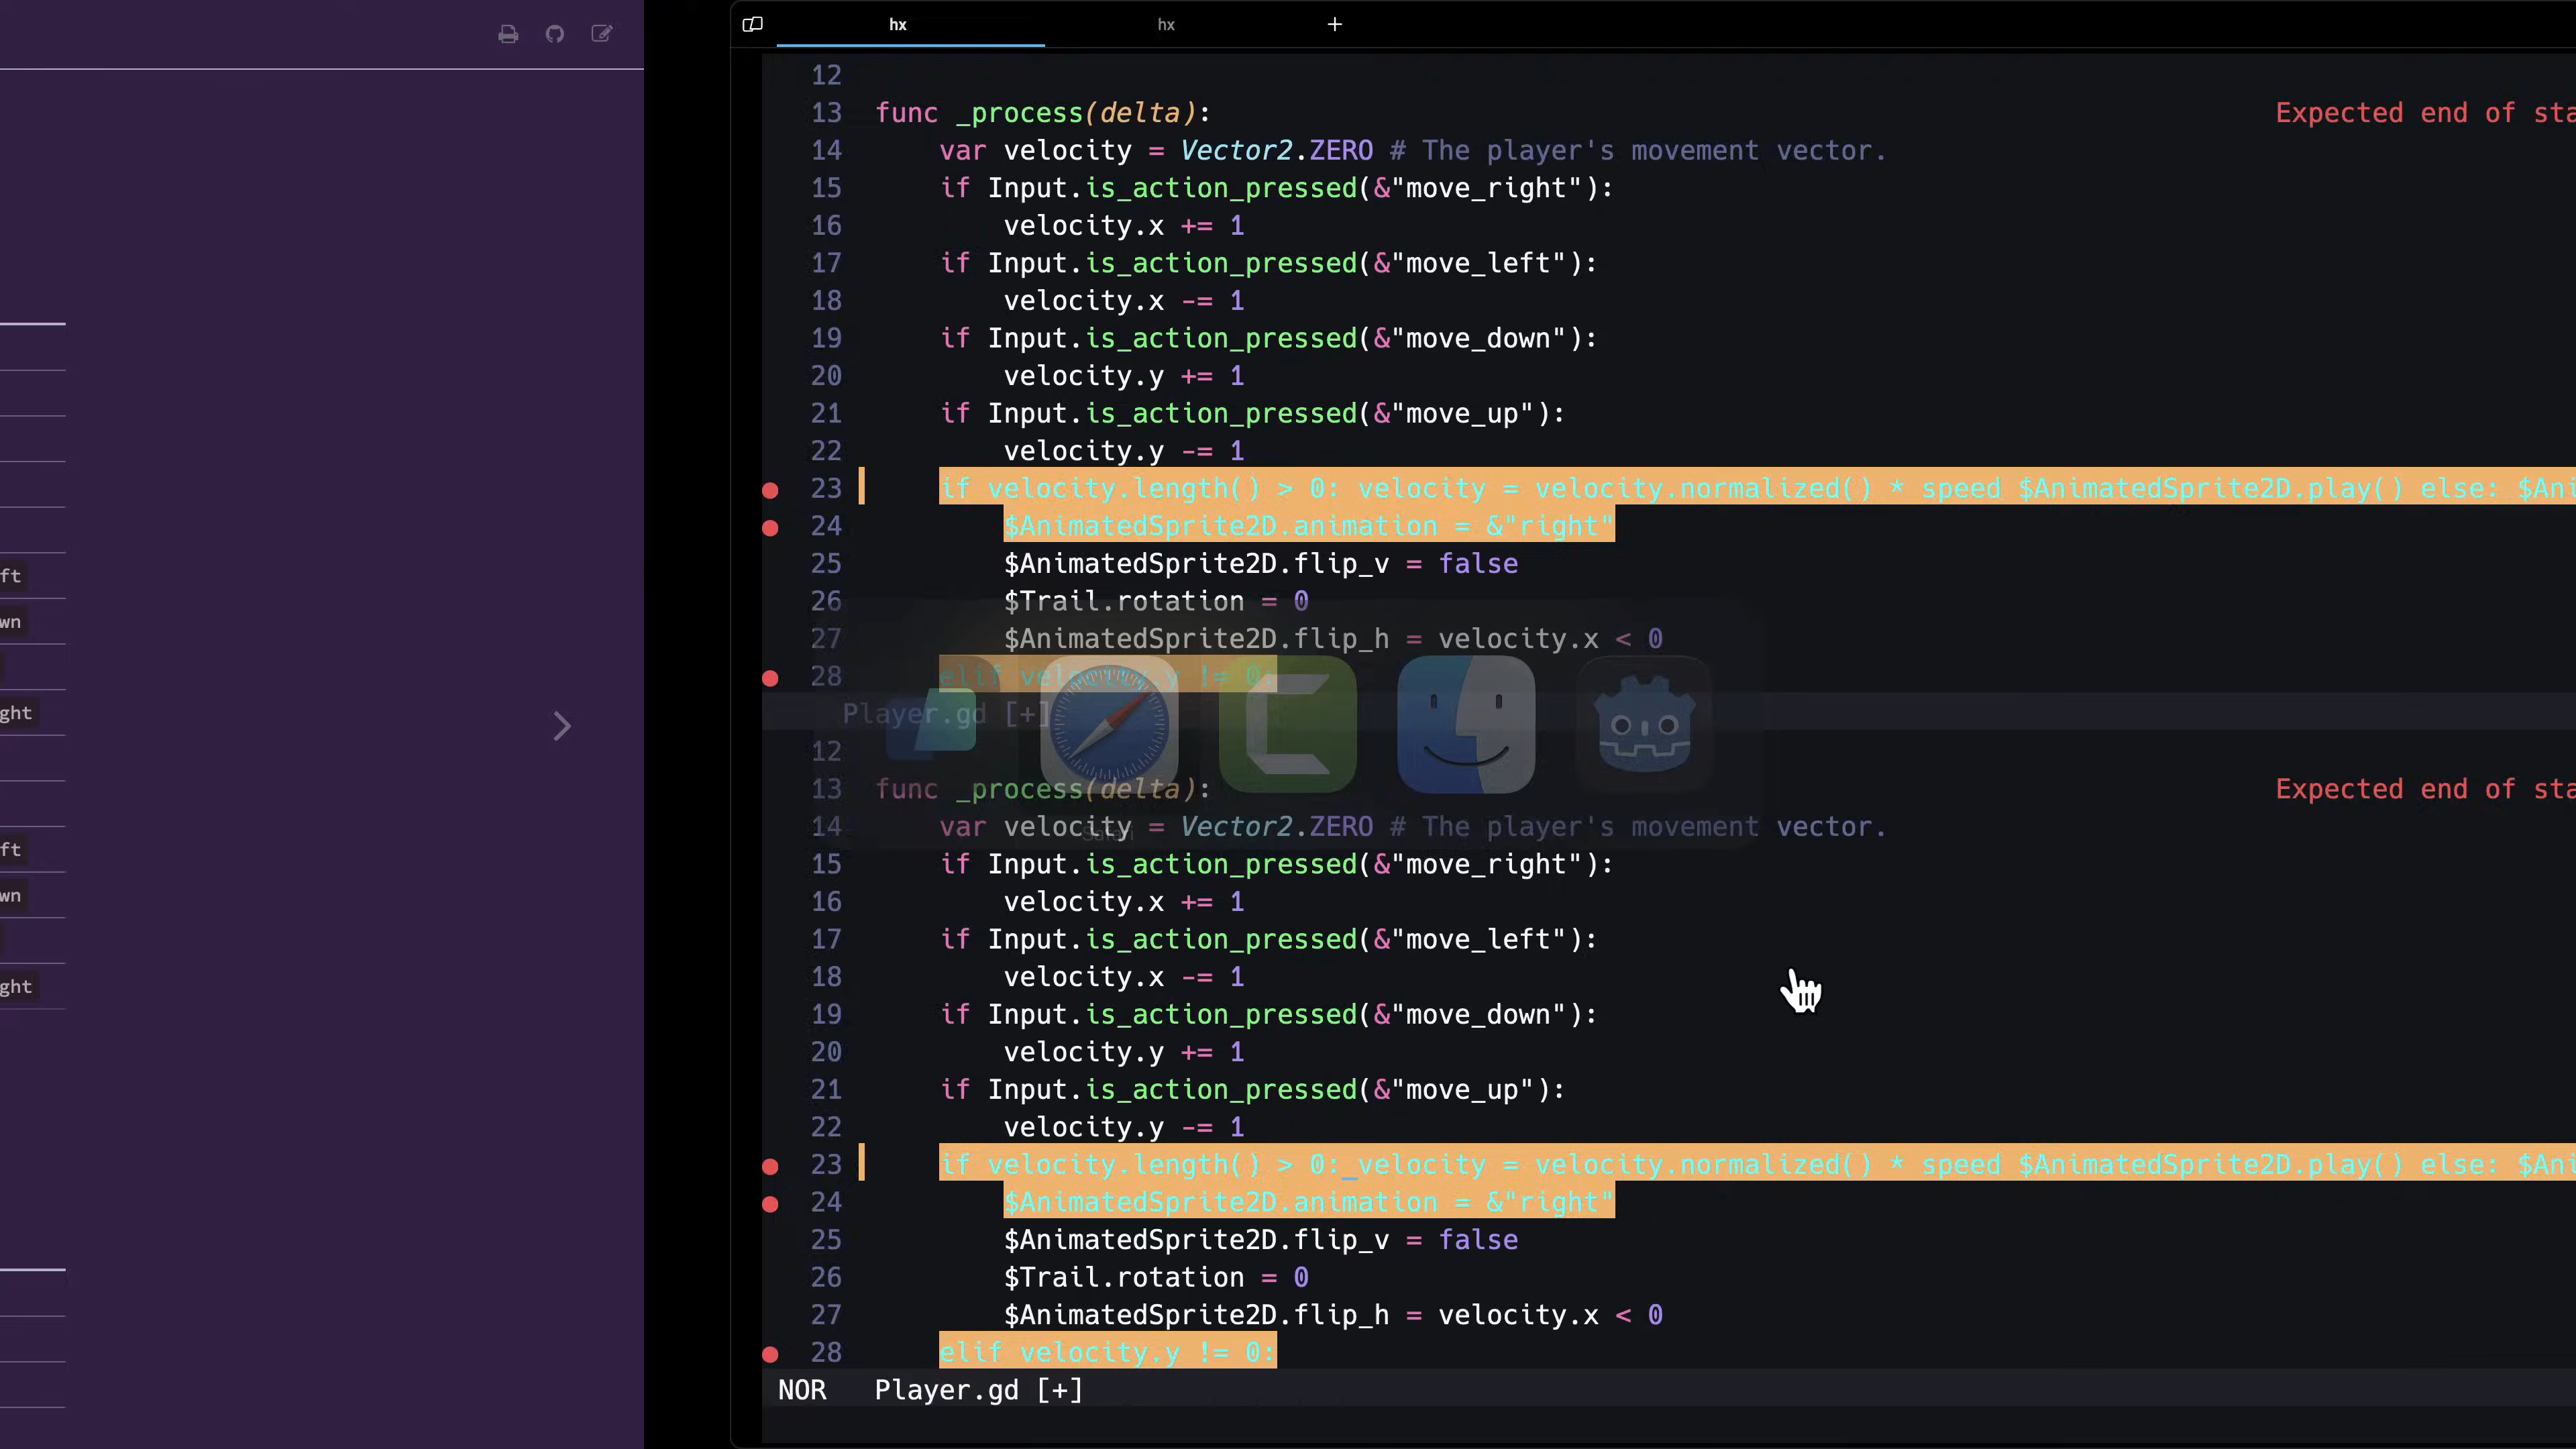 hx
hx
ft
wn
ght
ft
wn
ght
12
13 func _process(delta): Expected end of sta
14 var velocity = Vector2.ZERO # The player's movement vector.
15 if Input.is_action_pressed(&"move_right"):
16 velocity.x += 1
17 if Input.is_action_pressed(&"move_left"):
18 velocity.x -= 1
19 if Input.is_action_pressed(&"move_down"):
20 velocity.y += 1
21 if Input.is_action_pressed(&"move_up"):
22 velocity.y -= 1
23 if velocity.length() > 0: velocity = velocity.normalized() * speed $AnimatedSprite2D.play() else: $Ani
24 $AnimatedSprite2D.animation = &"right"
25 $AnimatedSprite2D.flip_v = false
26 $Trail.rotation = 0
27 $AnimatedSprite2D.flip_h = velocity.x < 0
28 elif velocity.y != 0:
Player.gd [+]
12
13 func _process(delta): Expected end of sta
14 var velocity = Vector2.ZERO # The player's movement vector.
Safari
15 if Input.is_action_pressed(&"move_right"):
16 velocity.x += 1
17 if Input.is_action_pressed(&"move_left"):
18 velocity.x -= 1
19 if Input.is_action_pressed(&"move_down"):
20 velocity.y += 1
21 if Input.is_action_pressed(&"move_up"):
22 velocity.y -= 1
23 if velocity.length() > 0:_velocity = velocity.normalized() * speed $AnimatedSprite2D.play() else: $Ani
24 $AnimatedSprite2D.animation = &"right"
25 $AnimatedSprite2D.flip_v = false
26 $Trail.rotation = 0
27 $AnimatedSprite2D.flip_h = velocity.x < 0
28 elif velocity.y != 0:
NOR Player.gd [+]